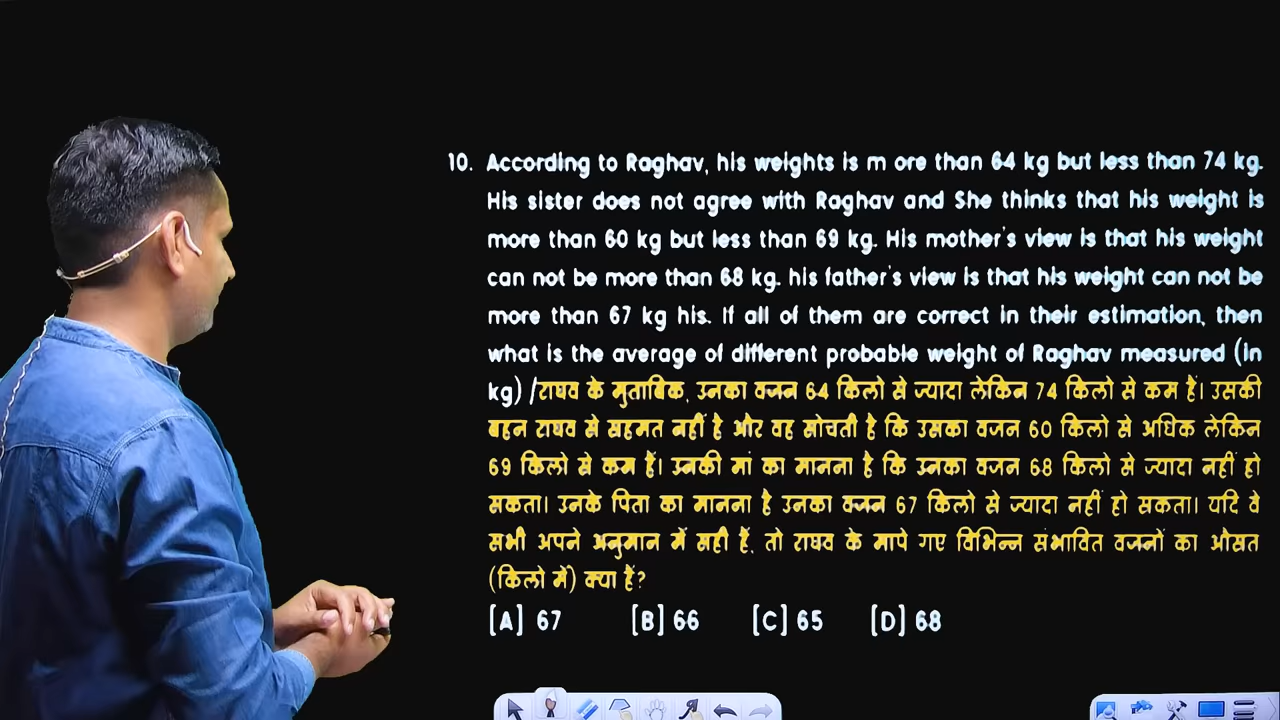 10. According to Raghav, his weights is m ore than 64 kg but less than 74 kg.
His sister does not agree with Raghav and She thinks that his weight is
more than 60 kg but less than 69 kg. His mother's view is that his weight
can not be more than 68 kg. his father's view is that his weight can not be
more than 67 kg his. If all of them are correct in their estimation, then
what is the average of different probable weight of Raghav measured (in
kg) /राघव के मुताबिक, उनका वजन 64 किलो से ज्यादा लेकिन 74 किलो से कम है। उसकी
बहन राघव से सहमत नहीं है और वह सोचती है कि उसका वजन 60 किलो से अधिक लेकिन
69 किलो से कम है। उनकी मां का मानना है कि उनका वजन 68 किलो से ज्यादा नहीं हो
सकता। उनके पिता का मानना है उनका वजन 67 किलो से ज्यादा नहीं हो सकता। यदि वे
सभी अपने अनुमान में सही हैं, तो राघव के मापे गए विभिन्न संभावित वजनों का औसत
(किलो में) क्या है?
[A] 67 [B] 66 [C] 65 [D] 68